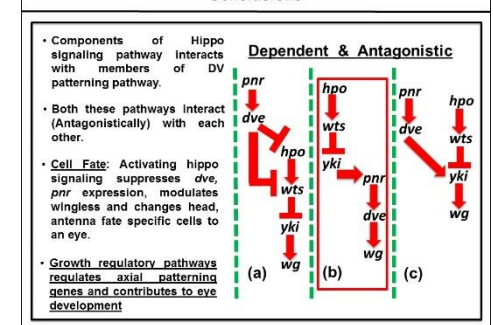 • Components of Hippo
signaling pathway interacts
with members of DV
patterning pathway.
• Both these pathways interact
(Antagonistically) with each
other.
• Cell Fate: Activating hippo
signaling suppresses dve,
pnr expression, modulates
wingless and changes head,
antenna fate specific cells to
an eye.
• Growth regulatory pathways
regulates axial patterning
genes and contributes to eye
development
Dependent & Antagonistic
pnr
dve
hpo
wts
yki
wg
(a)
hpo
wts
yki
pnr
dve
wg
(b)
pnr
dve
hpo
wts
yki
wg
(c)